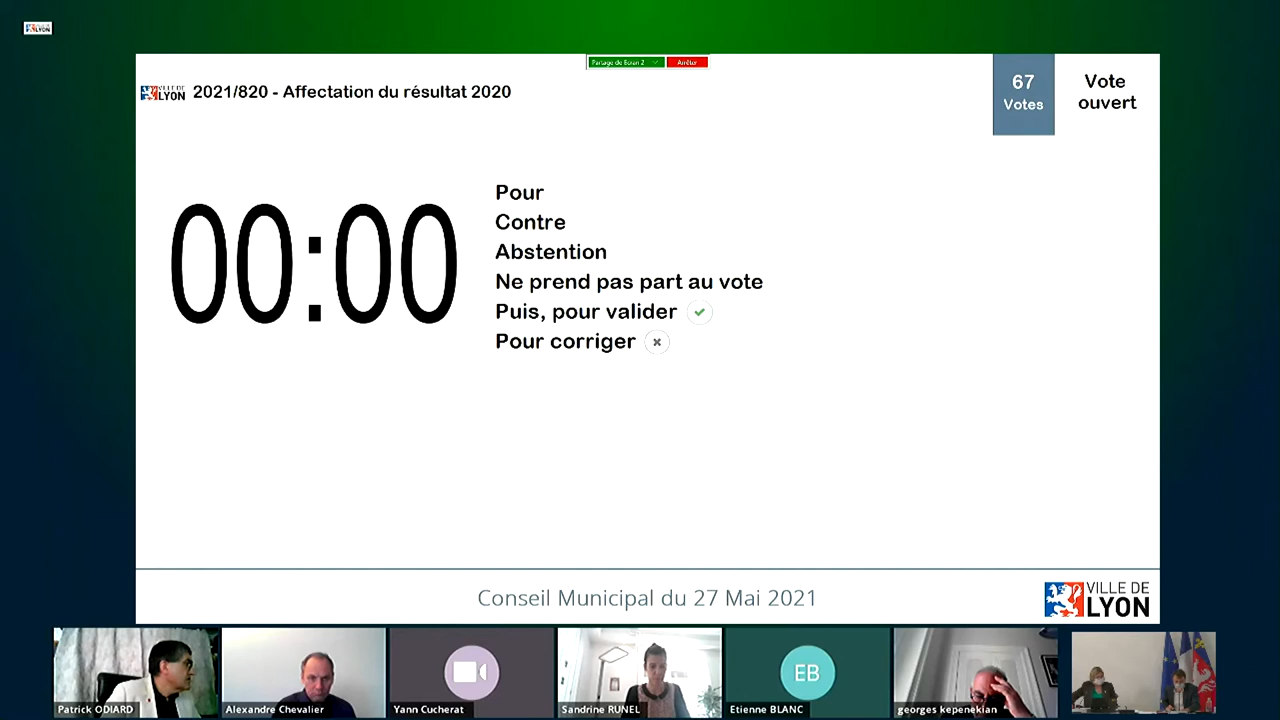 LYON
Partage de Ecran 2
Arrêter
VILLE DE
LYON
2021/820 - Affectation du résultat 2020
67
Votes
Vote
ouvert
00:00
Pour
Contre
Abstention
Ne prend pas part au vote
Puis, pour valider
Pour corriger
Conseil Municipal du 27 Mai 2021
VILLE DE
LYON
Patrick ODIARD
Alexandre Chevalier
Yann Cucherat
Sandrine RUNEL
EB
Etienne BLANC
georges kepenekian